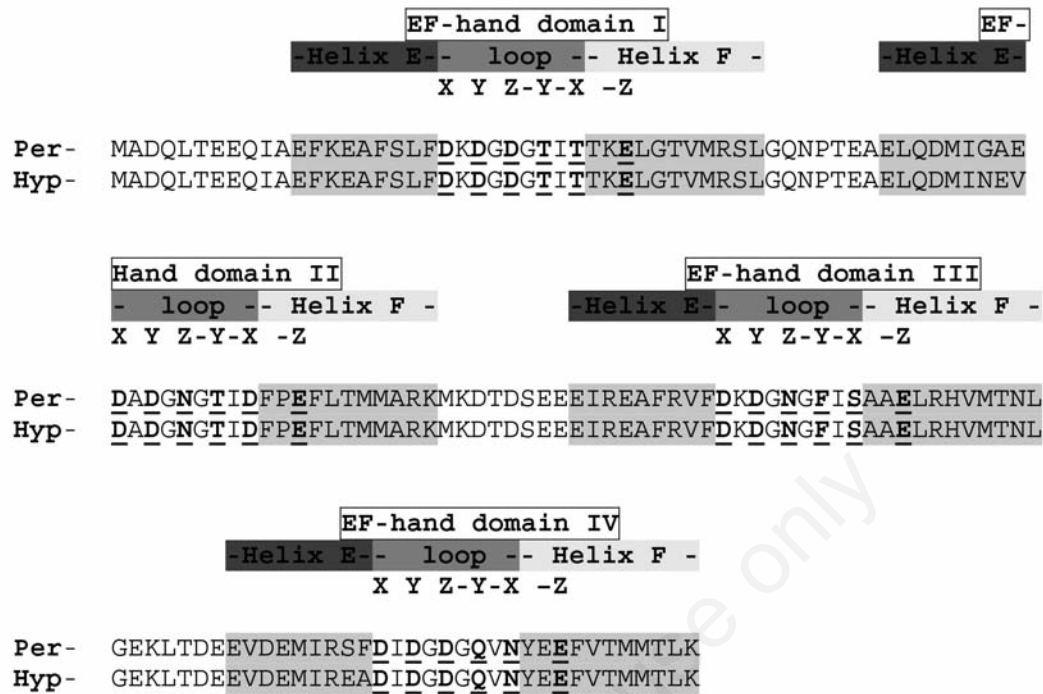 EF-hand domain I EF-
-Helix E-- loop -- Helix F - -Helix E-
X Y Z-Y-X –Z
Per- MADQLTEEQIAEFKEAFSLFDKDGDGTITTKELGTVMRSLGQNPTEAELQDMIGAE
Hyp- MADQLTEEQIAEFKEAFSLFDKDGDGTITTKELGTVMRSLGQNPTEAELQDMINEV
Hand domain II EF-hand domain III
- loop -- Helix F - -Helix E-- loop -- Helix F -
X Y Z-Y-X -Z X Y Z-Y-X –Z
Per- DADGNGTIDFPEFLTMMARKMKDTDSEEEIREAFRVFDKDGNGFISAAELRHVMTNL
Hyp- DADGNGTIDFPEFLTMMARKMKDTDSEEEIREAFRVFDKDGNGFISAAELRHVMTNL
EF-hand domain IV
-Helix E-- loop -- Helix F -
X Y Z-Y-X –Z
Per- GEKLTDEEVDEMIRSFDIDGDGQVNYEEFVTMMTLK
Hyp- GEKLTDEEVDEMIREADIDGDGQVNYEEFVTMMTLK
only